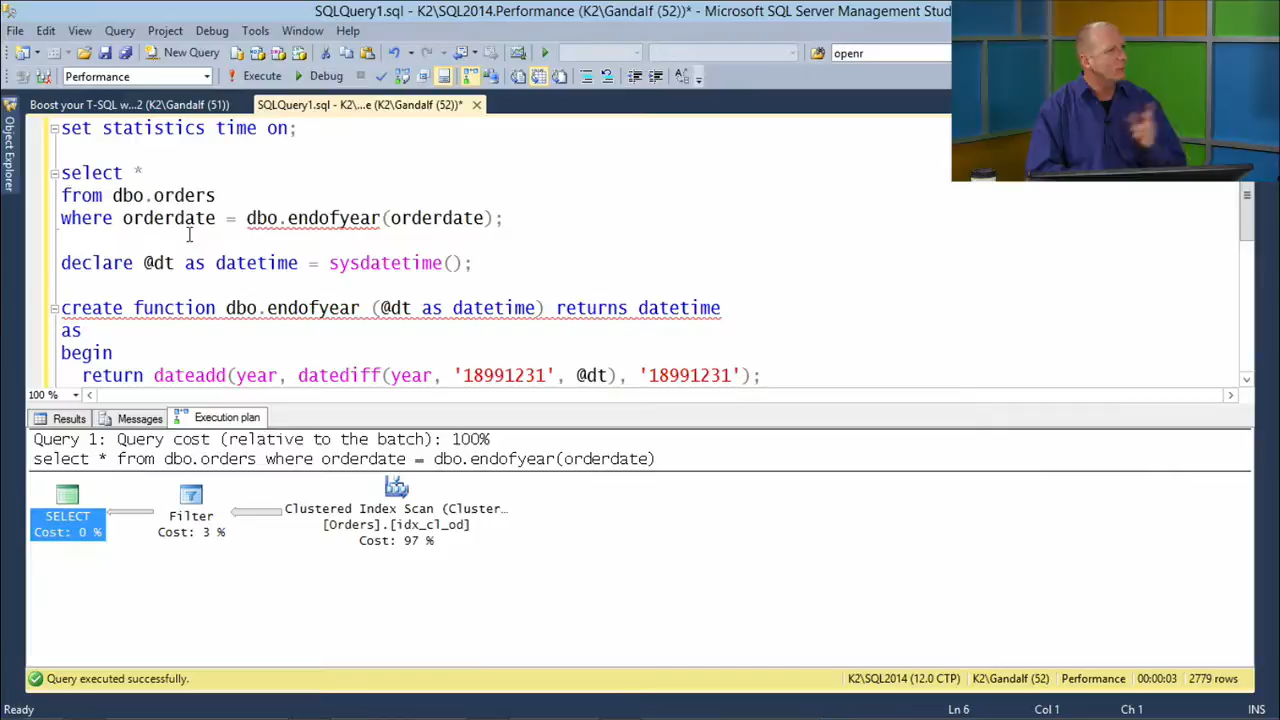 SQLQuery1.sql - K2\SQL2014.Performance (K2\Gandalf (52))* - Microsoft SQL Server Management Stud
File Edit View Query Project Debug Tools Window Help
New Query openr
Performance Execute Debug
Boost your T-SQL w...2 (K2\Gandalf (51)) SQLQuery1.sql - K2\...e (K2\Gandalf (52))*
Object Explorer
set statistics time on;
select *
from dbo.orders
where orderdate = dbo.endofyear(orderdate);
declare @dt as datetime = sysdatetime();
create function dbo.endofyear (@dt as datetime) returns datetime
as
begin
return dateadd(year, datediff(year, '18991231', @dt), '18991231');
100 %
Results Messages Execution plan
Query 1: Query cost (relative to the batch): 100%
select * from dbo.orders where orderdate = dbo.endofyear(orderdate)
SELECT
Cost: 0 %
Filter
Cost: 3 %
Clustered Index Scan (Cluster...
[Orders].[idx_cl_od]
Cost: 97 %
Query executed successfully. K2\SQL2014 (12.0 CTP) K2\Gandalf (52) Performance 00:00:03 2779 rows
Ready Ln 6 Col 1 Ch 1 INS